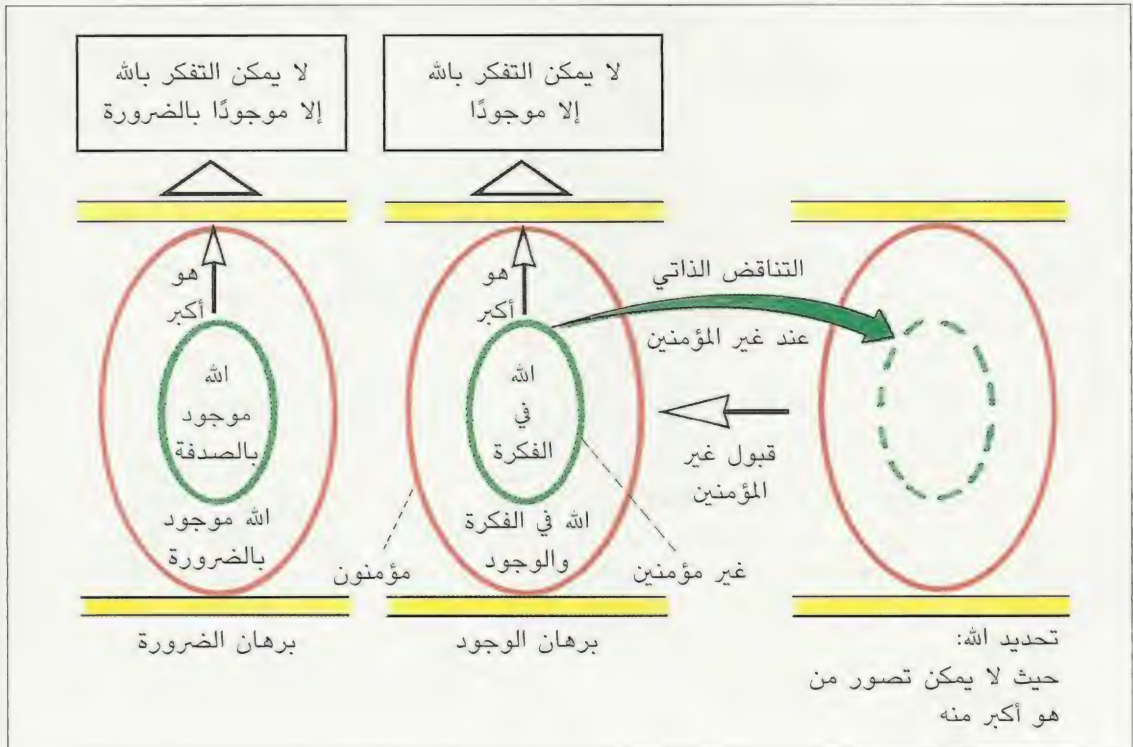 لا يمكن التفكر بالله
إلا موجودًا
لا يمكن التفكر بالله
إلا موجودًا بالضرورة
التناقض الذاتي
عند غير المؤمنين
قبول غير
المؤمنين
هو
أكبر
الله
في
الفكرة
الله في الفكرة
والوجود
غير مؤمنين
مؤمنون
هو
أكبر
الله
موجود
بالصدفة
الله موجود
بالضرورة
تحديد الله:
حيث لا يمكن تصور من
هو أكبر منه
برهان الوجود
برهان الضرورة